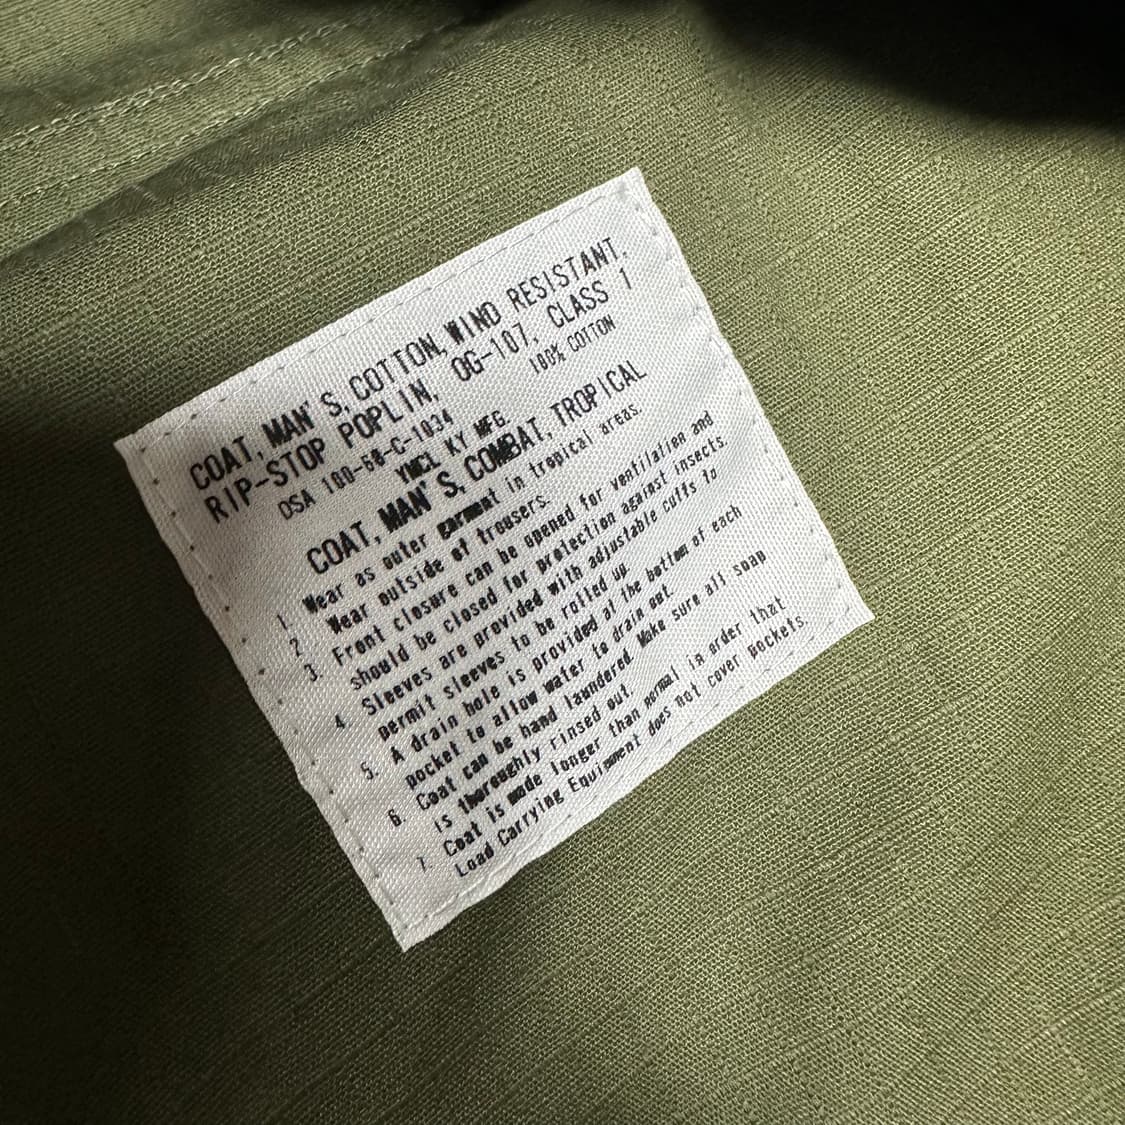 COAT, MAN'S, COTTON, WIND RESISTANT,
RIP-STOP POPLIN, OG-107, CLASS 1
DSA 100-68-C-1034 100% COTTON
YMCL KY MFG.
COAT, MAN'S, COMBAT, TROPICAL
1. Wear as outer garment in tropical areas.
2. Wear outside of trousers.
3. Front closure can be opened for ventilation and
should be closed for protection against insects.
4. Sleeves are provided with adjustable cuffs to
permit sleeves to be rolled up.
5. A drain hole is provided at the bottom of each
pocket to allow water to drain out.
6. Coat can be hand laundered. Make sure all soap
is thoroughly rinsed out.
7. Coat is made longer than normal in order that
Load Carrying Equipment does not cover pockets.